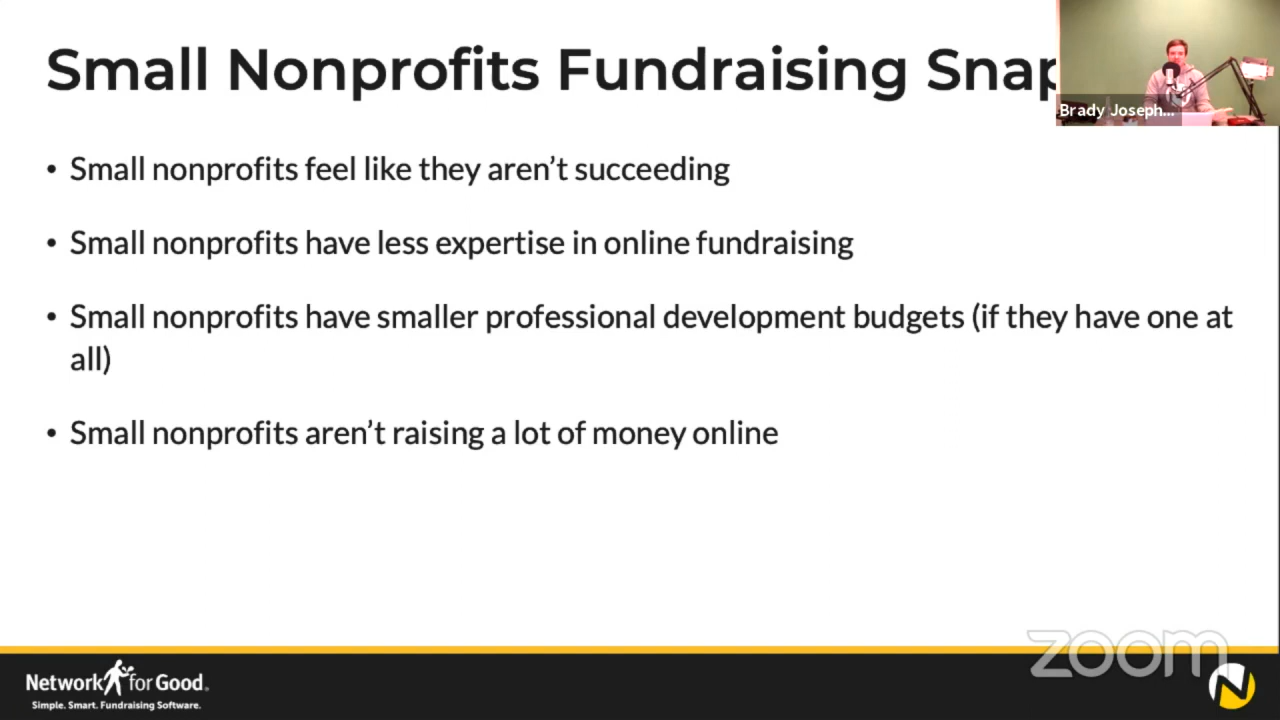 Small Nonprofits Fundraising Snap
Brady Joseph...
• Small nonprofits feel like they aren’t succeeding
• Small nonprofits have less expertise in online fundraising
• Small nonprofits have smaller professional development budgets (if they have one at
all)
• Small nonprofits aren’t raising a lot of money online
zoom
Network for Good.
Simple. Smart. Fundraising Software.
N